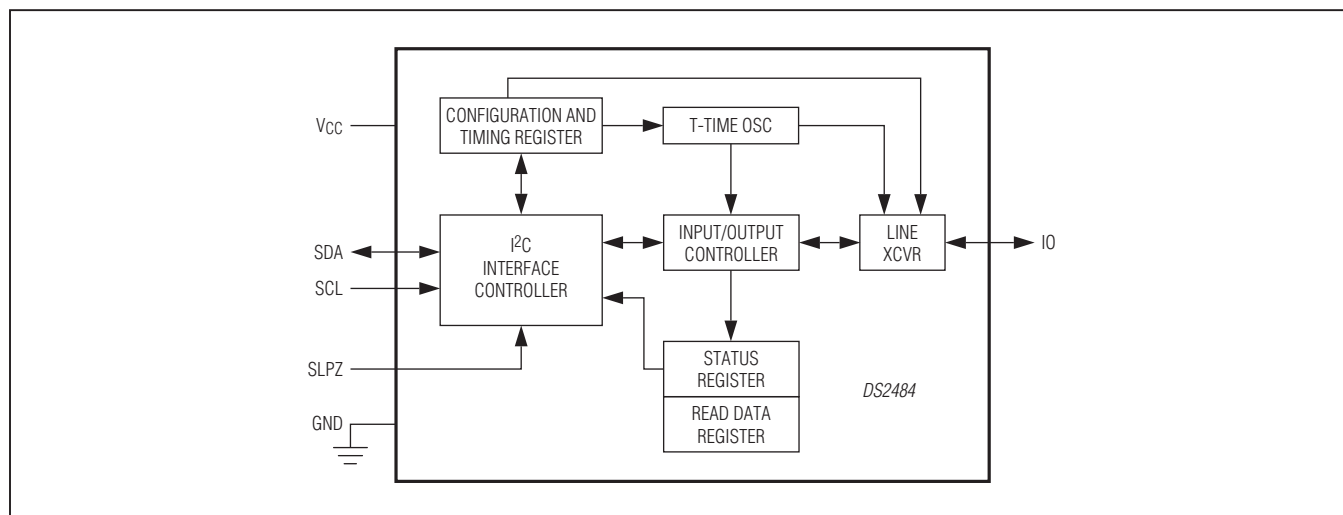 CONFIGURATION AND
TIMING REGISTER
T-TIME OSC
VCC
I2C
INTERFACE
CONTROLLER
INPUT/OUTPUT
CONTROLLER
LINE
XCVR
IO
SDA
SCL
SLPZ
STATUS
REGISTER
DS2484
READ DATA
REGISTER
GND